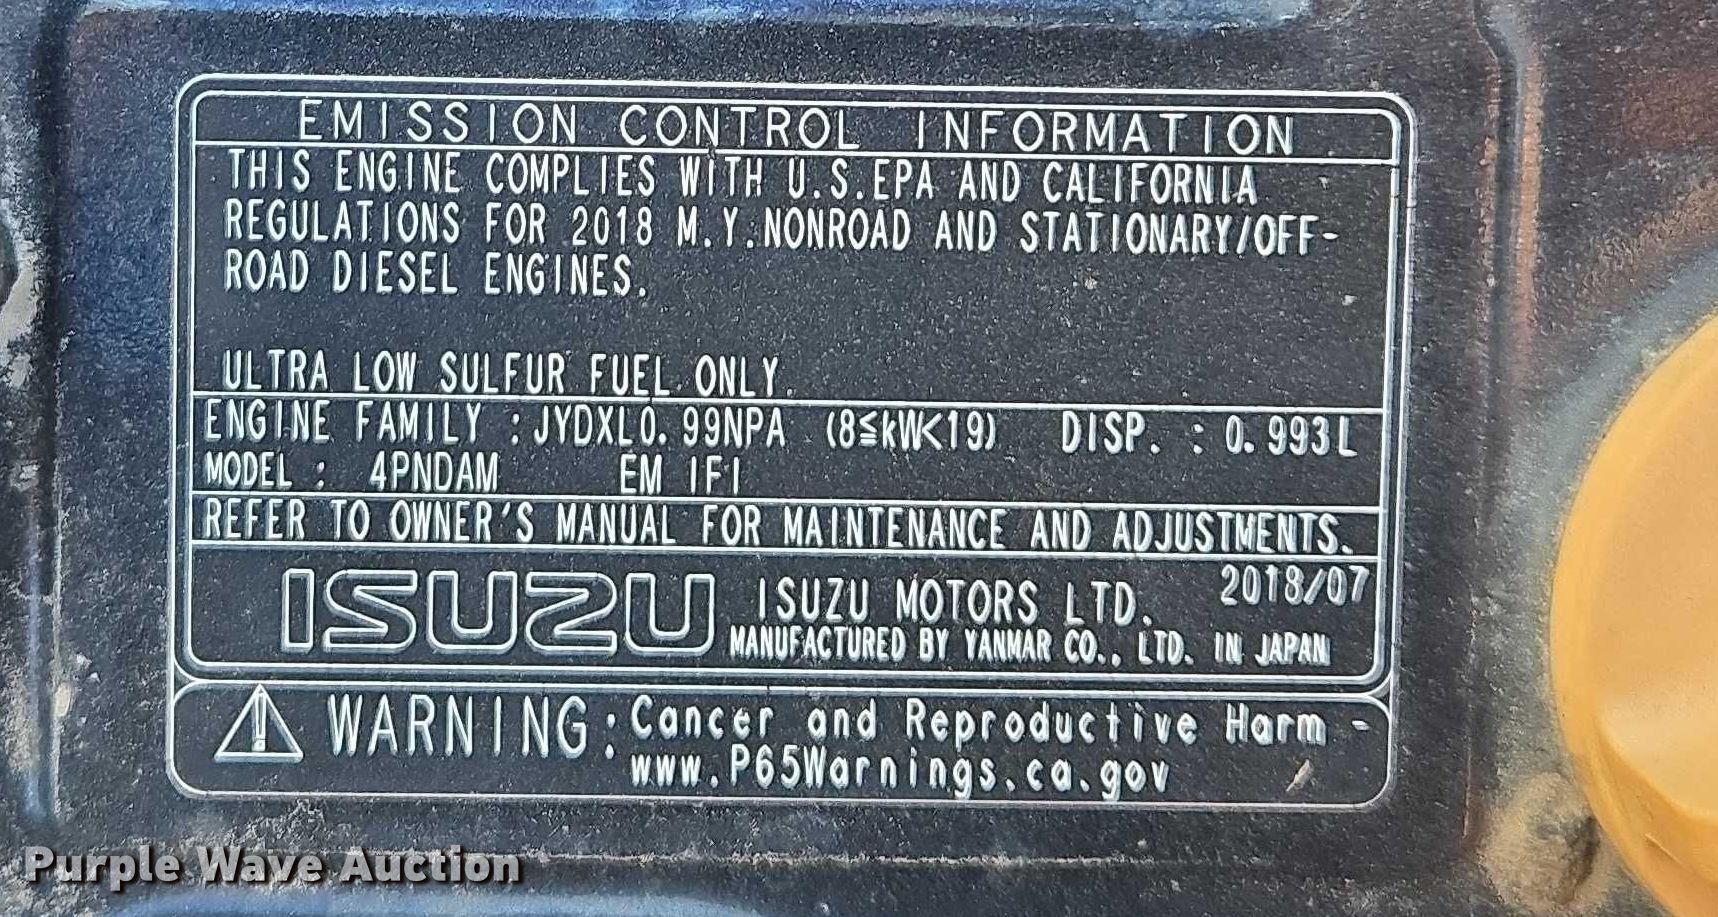 EMISSION CONTROL INFORMATION
THIS ENGINE COMPLIES WITH U.S.EPA AND CALIFORNIA
REGULATIONS FOR 2018 M.Y.NONROAD AND STATIONARY/OFF-
ROAD DIESEL ENGINES.
ULTRA LOW SULFUR FUEL ONLY.
ENGINE FAMILY : JYDXL0.99NPA (8≦kW<19) DISP. : 0.993L
MODEL : 4PNDAM EM IFI
REFER TO OWNER'S MANUAL FOR MAINTENANCE AND ADJUSTMENTS.
ISUZU ISUZU MOTORS LTD. 2018/07
MANUFACTURED BY YANMAR CO., LTD. IN JAPAN
WARNING: Cancer and Reproductive Harm -
www.P65Warnings.ca.gov
Purple Wave Auction